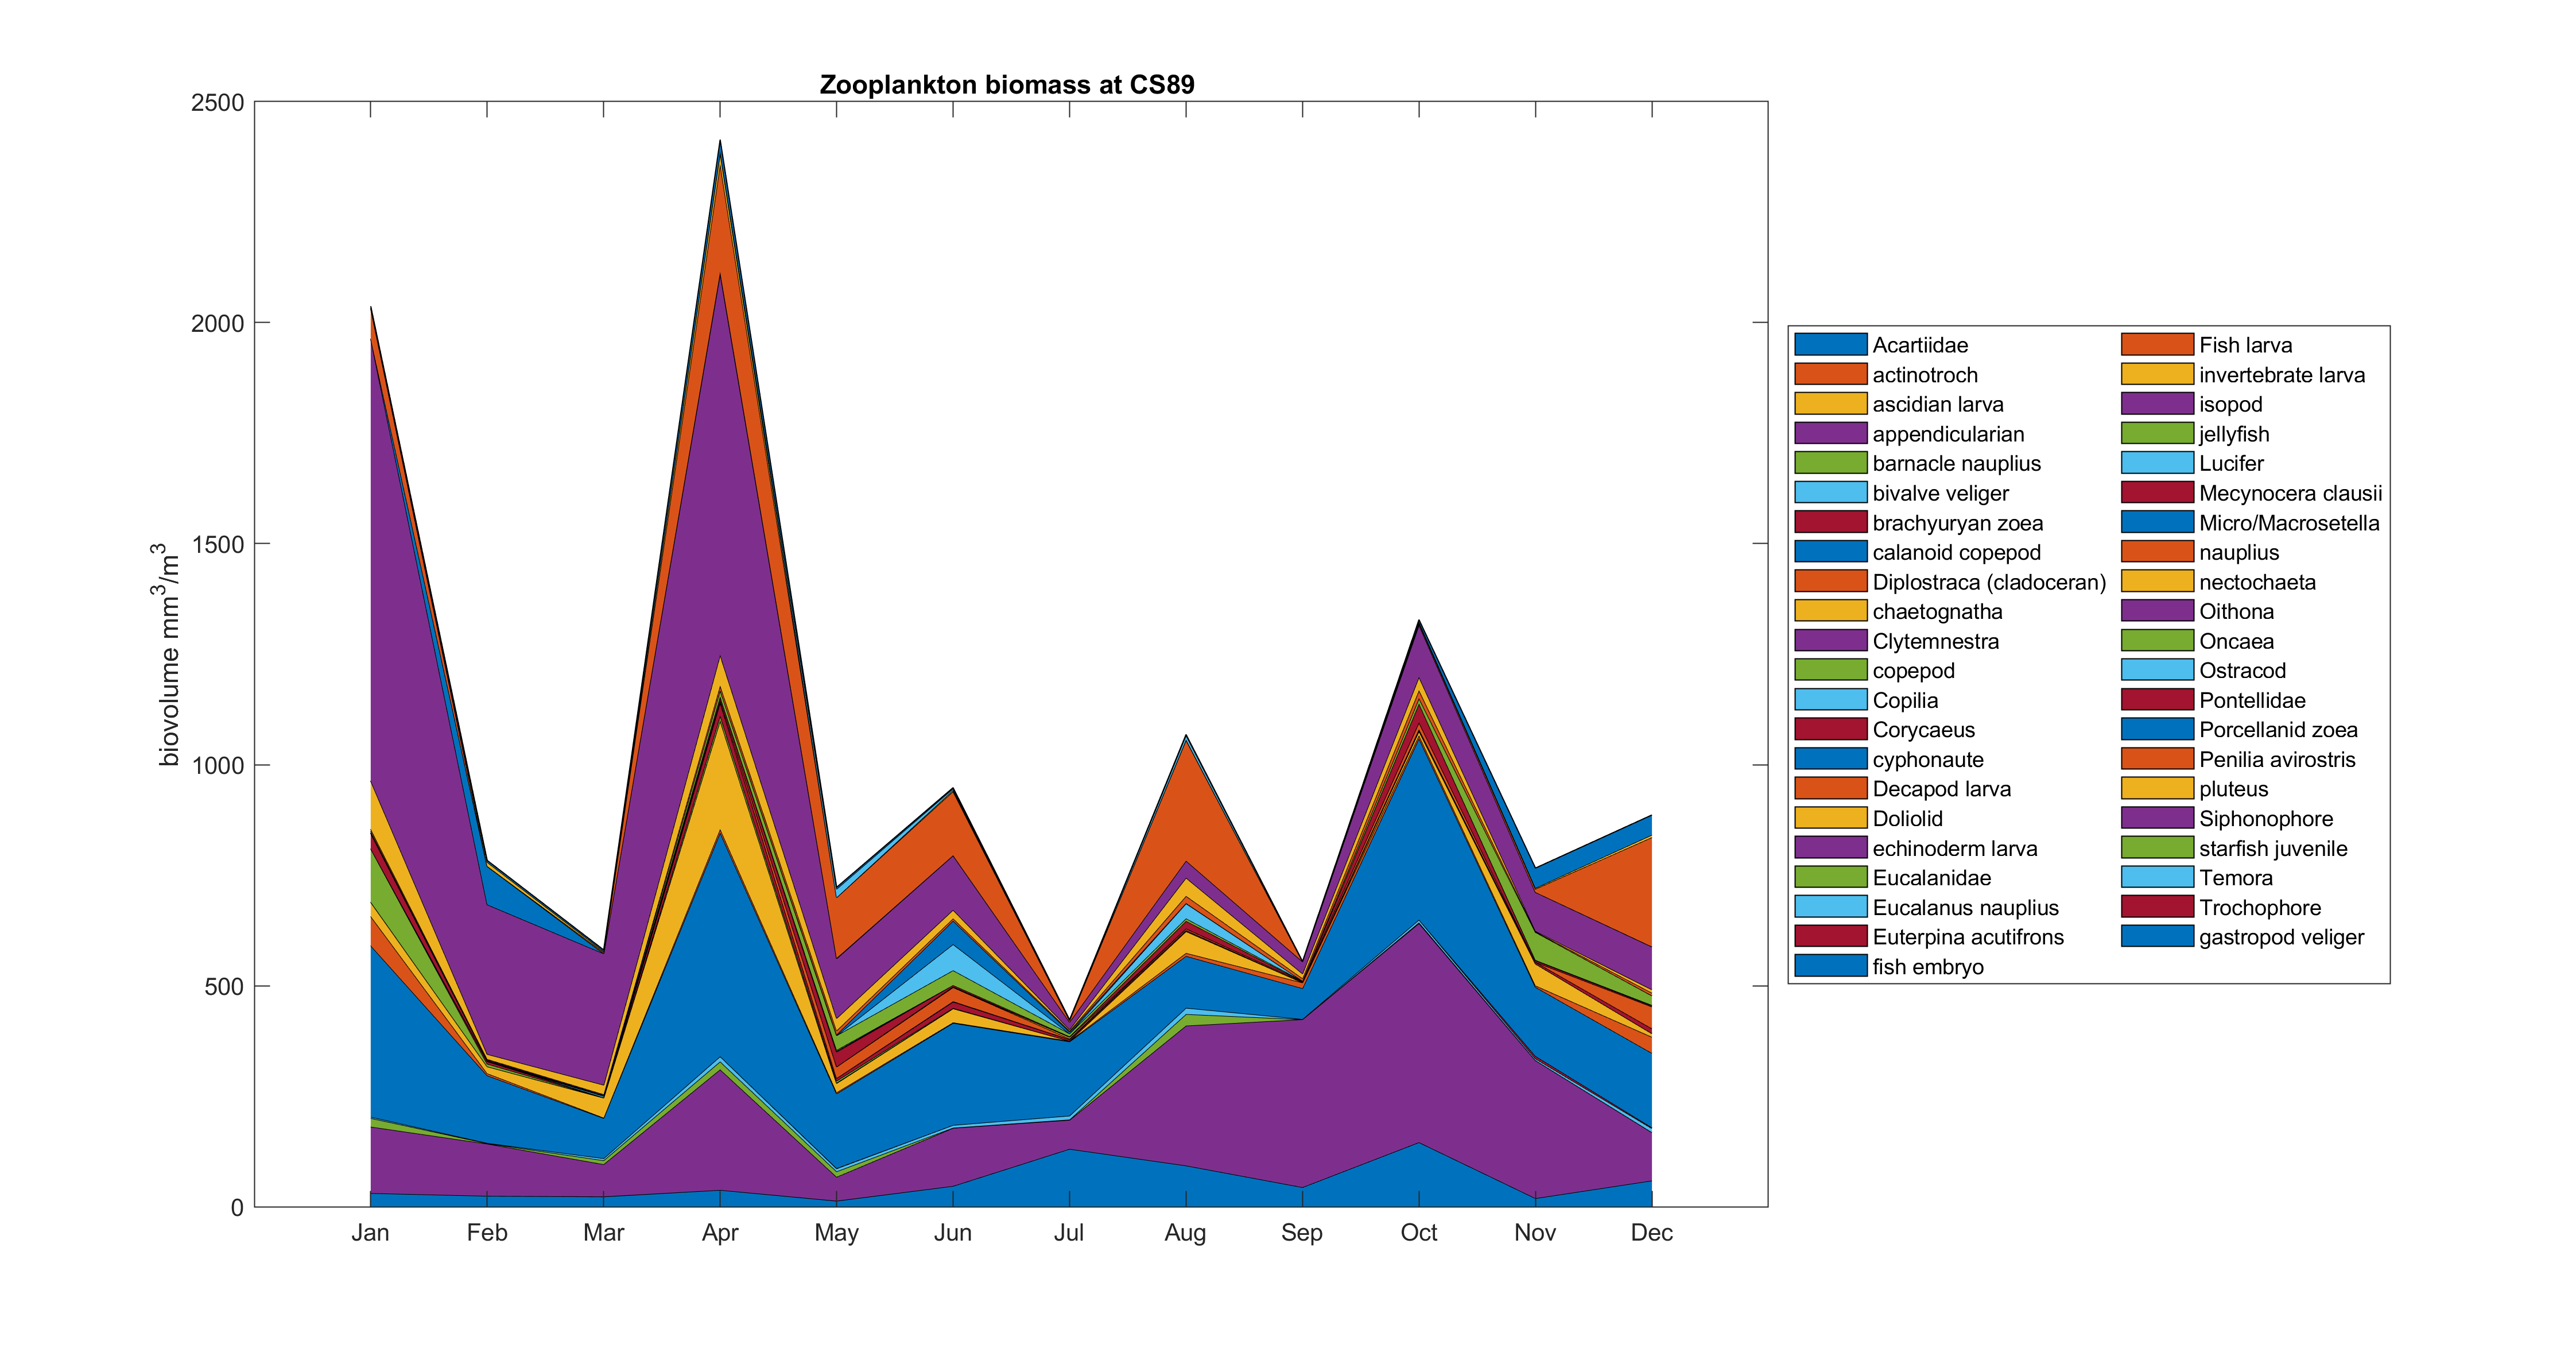 Zooplankton biomass at CS89
2500
2000
1500
1000
500
0
biovolume mm³/m³
Jan Feb Mar Apr May Jun Jul Aug Sep Oct Nov Dec
Acartiidae
actinotroch
ascidian larva
appendicularian
barnacle nauplius
bivalve veliger
brachyuryan zoea
calanoid copepod
Diplostraca (cladoceran)
chaetognatha
Clytemnestra
copepod
Copilia
Corycaeus
cyphonaute
Decapod larva
Doliolid
echinoderm larva
Eucalanidae
Eucalanus nauplius
Euterpina acutifrons
fish embryo
Fish larva
invertebrate larva
isopod
jellyfish
Lucifer
Mecynocera clausii
Micro/Macrosetella
nauplius
nectochaeta
Oithona
Oncaea
Ostracod
Pontellidae
Porcellanid zoea
Penilia avirostris
pluteus
Siphonophore
starfish juvenile
Temora
Trochophore
gastropod veliger